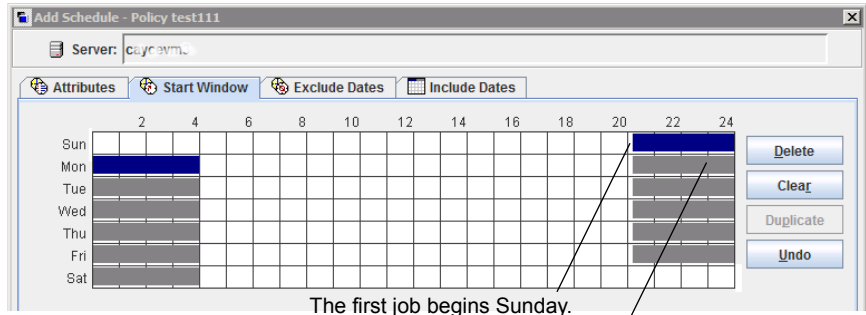 Add Schedule - Policy test111
Server:
Attributes Start Window Exclude Dates Include Dates
2 4 6 8 10 12 14 16 18 20 22 24
Sun
Mon
Tue
Wed
Thu
Fri
Sat
Delete
Clear
Duplicate
Undo
The first job begins Sunday.